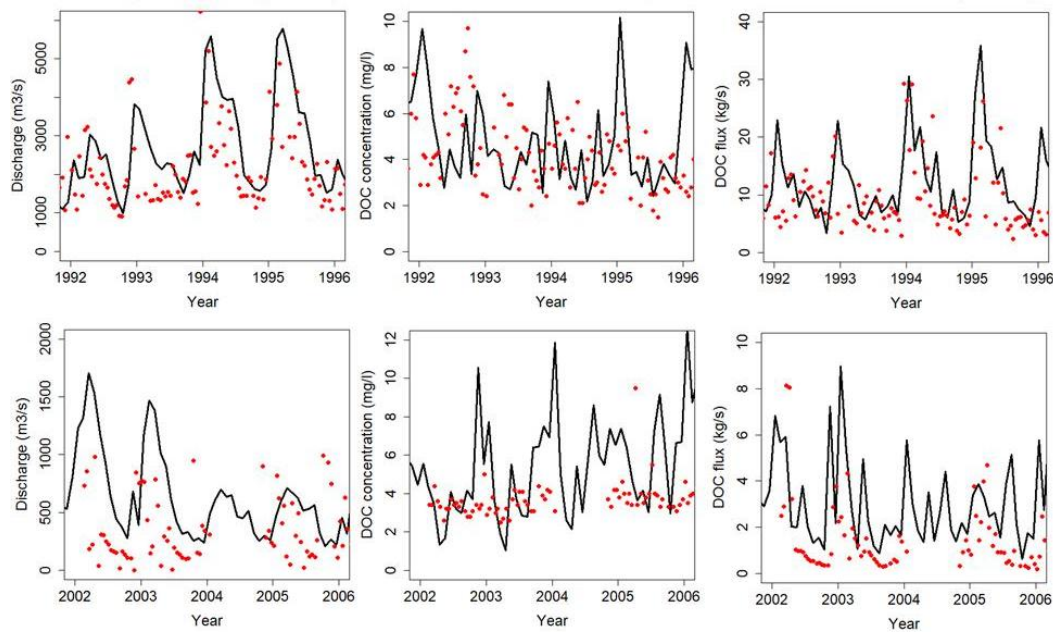 Discharge (m3/s)
0 1000 3000 5000
1992 1993 1994 1995 1996
Year
DOC concentration (mg/l)
0 2 4 6 8 10
1992 1993 1994 1995 1996
Year
DOC flux (kg/s)
0 10 20 30 40
1992 1993 1994 1995 1996
Year
Discharge (m3/s)
0 500 1000 1500 2000
2002 2003 2004 2005 2006
Year
DOC concentration (mg/l)
0 2 4 6 8 10 12
2002 2003 2004 2005 2006
Year
DOC flux (kg/s)
0 2 4 6 8 10
2002 2003 2004 2005 2006
Year